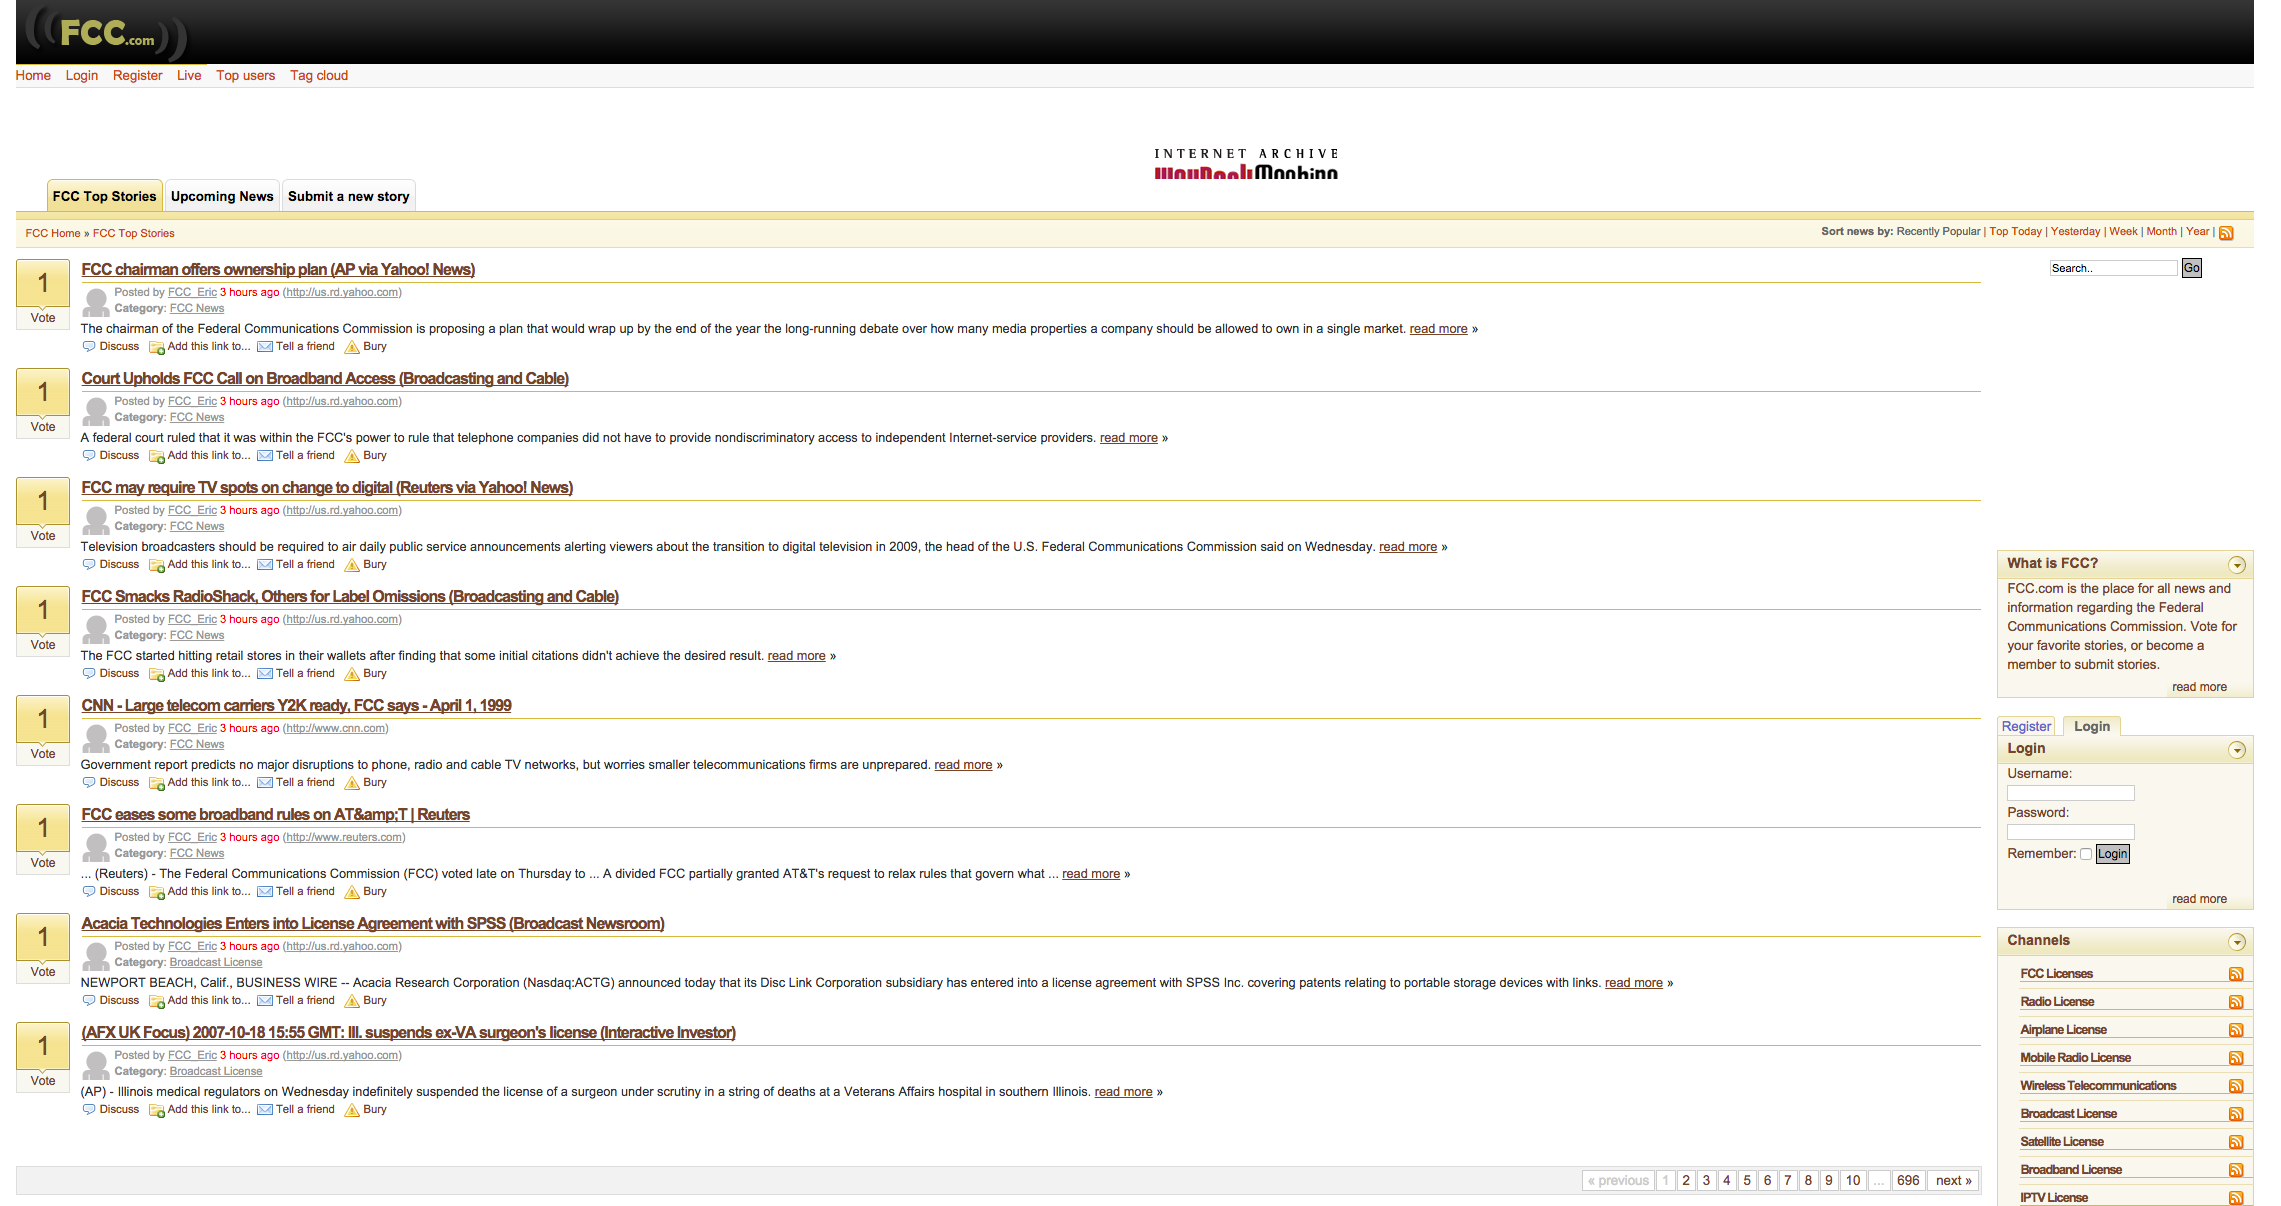 FCC.com
Home Login Register Live Top users Tag cloud
INTERNET ARCHIVE
WayBackMachine
FCC Top Stories Upcoming News Submit a new story
FCC Home » FCC Top Stories
Sort news by: Recently Popular | Top Today | Yesterday | Week | Month | Year |
Search.. Go
1
Vote
FCC chairman offers ownership plan (AP via Yahoo! News)
Posted by FCC_Eric 3 hours ago (http://us.rd.yahoo.com)
Category: FCC News
The chairman of the Federal Communications Commission is proposing a plan that would wrap up by the end of the year the long-running debate over how many media properties a company should be allowed to own in a single market. read more »
Discuss Add this link to... Tell a friend Bury
1
Vote
Court Upholds FCC Call on Broadband Access (Broadcasting and Cable)
Posted by FCC_Eric 3 hours ago (http://us.rd.yahoo.com)
Category: FCC News
A federal court ruled that it was within the FCC's power to rule that telephone companies did not have to provide nondiscriminatory access to independent Internet-service providers. read more »
Discuss Add this link to... Tell a friend Bury
1
Vote
FCC may require TV spots on change to digital (Reuters via Yahoo! News)
Posted by FCC_Eric 3 hours ago (http://us.rd.yahoo.com)
Category: FCC News
Television broadcasters should be required to air daily public service announcements alerting viewers about the transition to digital television in 2009, the head of the U.S. Federal Communications Commission said on Wednesday. read more »
Discuss Add this link to... Tell a friend Bury
1
Vote
FCC Smacks RadioShack, Others for Label Omissions (Broadcasting and Cable)
Posted by FCC_Eric 3 hours ago (http://us.rd.yahoo.com)
Category: FCC News
The FCC started hitting retail stores in their wallets after finding that some initial citations didn't achieve the desired result. read more »
Discuss Add this link to... Tell a friend Bury
1
Vote
CNN - Large telecom carriers Y2K ready, FCC says - April 1, 1999
Posted by FCC_Eric 3 hours ago (http://www.cnn.com)
Category: FCC News
Government report predicts no major disruptions to phone, radio and cable TV networks, but worries smaller telecommunications firms are unprepared. read more »
Discuss Add this link to... Tell a friend Bury
1
Vote
FCC eases some broadband rules on AT&amp;T | Reuters
Posted by FCC_Eric 3 hours ago (http://www.reuters.com)
Category: FCC News
... (Reuters) - The Federal Communications Commission (FCC) voted late on Thursday to ... A divided FCC partially granted AT&T's request to relax rules that govern what ... read more »
Discuss Add this link to... Tell a friend Bury
1
Vote
Acacia Technologies Enters into License Agreement with SPSS (Broadcast Newsroom)
Posted by FCC_Eric 3 hours ago (http://us.rd.yahoo.com)
Category: Broadcast License
NEWPORT BEACH, Calif., BUSINESS WIRE -- Acacia Research Corporation (Nasdaq:ACTG) announced today that its Disc Link Corporation subsidiary has entered into a license agreement with SPSS Inc. covering patents relating to portable storage devices with links. read more »
Discuss Add this link to... Tell a friend Bury
1
Vote
(AFX UK Focus) 2007-10-18 15:55 GMT: Ill. suspends ex-VA surgeon's license (Interactive Investor)
Posted by FCC_Eric 3 hours ago (http://us.rd.yahoo.com)
Category: Broadcast License
(AP) - Illinois medical regulators on Wednesday indefinitely suspended the license of a surgeon under scrutiny in a string of deaths at a Veterans Affairs hospital in southern Illinois. read more »
Discuss Add this link to... Tell a friend Bury
« previous 1 2 3 4 5 6 7 8 9 10 ... 696 next »
What is FCC?
FCC.com is the place for all news and
information regarding the Federal
Communications Commission. Vote for
your favorite stories, or become a
member to submit stories.
read more
Register Login
Login
Username:
Password:
Remember: Login
read more
Channels
FCC Licenses
Radio License
Airplane License
Mobile Radio License
Wireless Telecommunications
Broadcast License
Satellite License
Broadband License
IPTV License